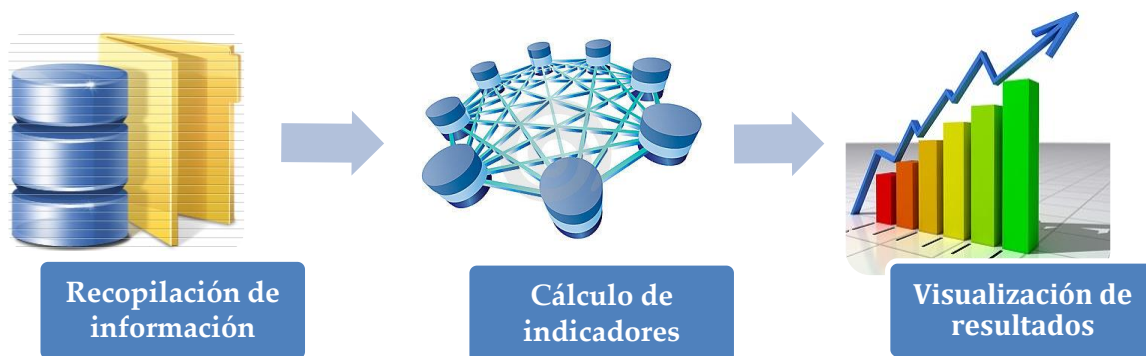 Recopilación de
información
Cálculo de
indicadores
Visualización de
resultados